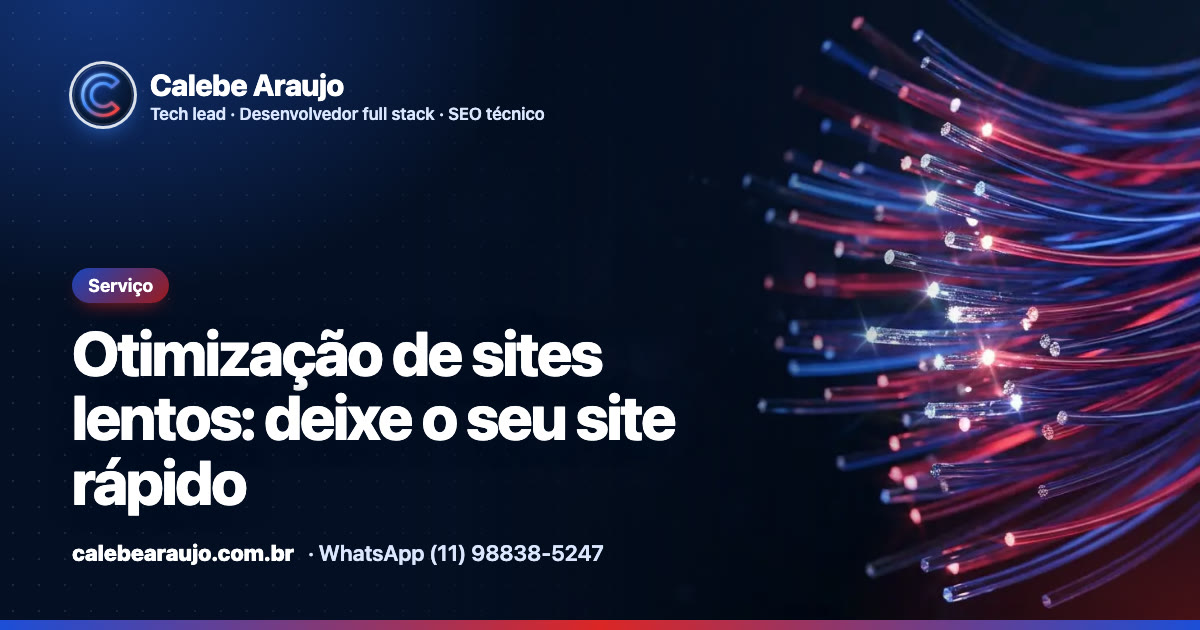 Calebe Araujo
Tech lead · Desenvolvedor full stack · SEO técnico
Serviço
Otimização de sites
lentos: deixe o seu site
rápido
calebearaujo.com.br · WhatsApp (11) 98838-5247